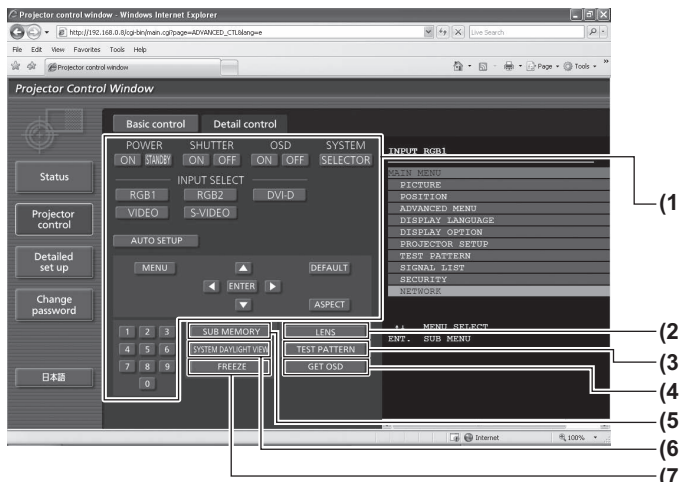 Projector control window - Windows Internet Explorer
http://192.168.0.8/cgi-bin/main.cgi?page=ADVANCED_CTL&lang=e
Live Search
File Edit View Favorites Tools Help
Projector control window
Page Tools
Projector Control Window
Basic control Detail control
POWER SHUTTER OSD SYSTEM
ON STANDBY ON OFF ON OFF SELECTOR
INPUT SELECT
RGB1 RGB2 DVI-D
VIDEO S-VIDEO
AUTO SETUP
MENU DEFAULT
ENTER
ASPECT
1 2 3 SUB MEMORY LENS
4 5 6 SYSTEM DAYLIGHT VIEW TEST PATTERN
7 8 9 FREEZE GET OSD
0
Status
Projector control
Detailed set up
Change password
日本語
INPUT RGB1
MAIN MENU
PICTURE
POSITION
ADVANCED MENU
DISPLAY LANGUAGE
DISPLAY OPTION
PROJECTOR SETUP
TEST PATTERN
SIGNAL LIST
SECURITY
NETWORK
MENU SELECT
ENT. SUB MENU
Internet 100%
(1
(2
(3
(4
(5
(6
(7